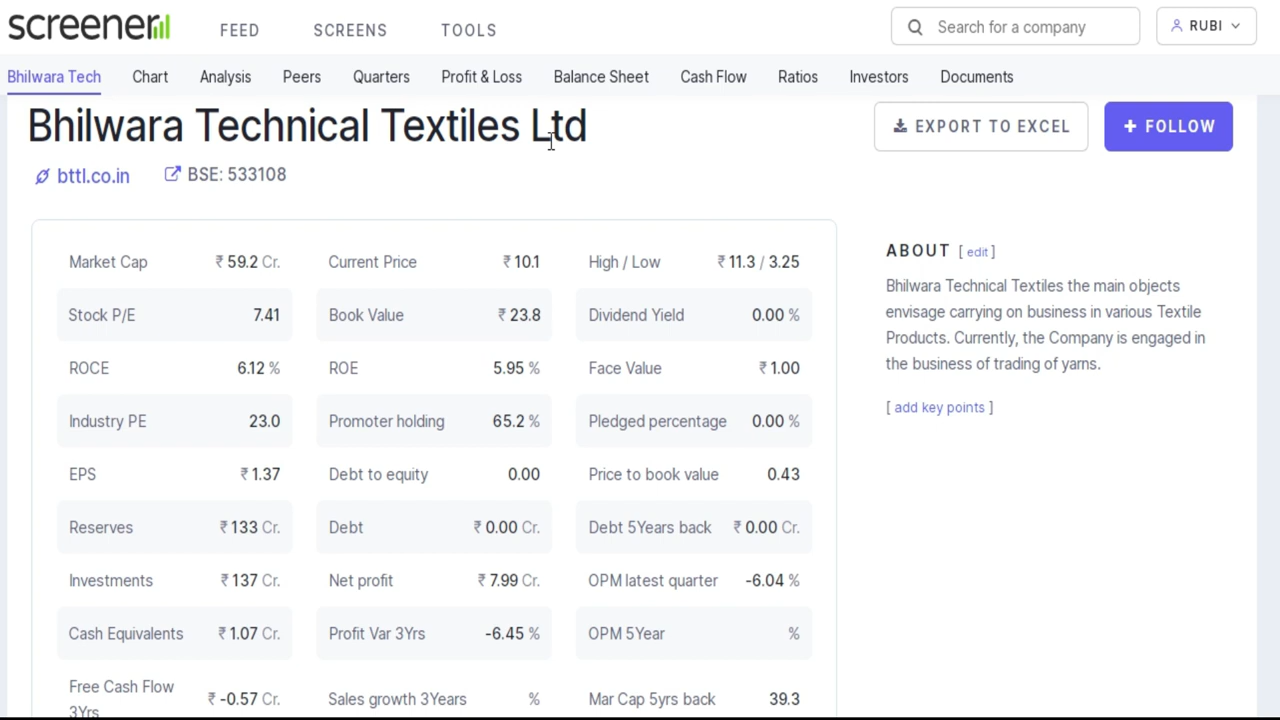 screener
FEED SCREENS TOOLS
Search for a company
RUBI
Bhilwara Tech Chart Analysis Peers Quarters Profit & Loss Balance Sheet Cash Flow Ratios Investors Documents
Bhilwara Technical Textiles Ltd
EXPORT TO EXCEL
+ FOLLOW
bttl.co.in BSE: 533108
Market Cap ₹ 59.2 Cr. Current Price ₹ 10.1 High / Low ₹ 11.3 / 3.25
Stock P/E 7.41 Book Value ₹ 23.8 Dividend Yield 0.00 %
ROCE 6.12 % ROE 5.95 % Face Value ₹ 1.00
Industry PE 23.0 Promoter holding 65.2 % Pledged percentage 0.00 %
EPS ₹ 1.37 Debt to equity 0.00 Price to book value 0.43
Reserves ₹ 133 Cr. Debt ₹ 0.00 Cr. Debt 5Years back ₹ 0.00 Cr.
Investments ₹ 137 Cr. Net profit ₹ 7.99 Cr. OPM latest quarter -6.04 %
Cash Equivalents ₹ 1.07 Cr. Profit Var 3Yrs -6.45 % OPM 5Year %
Free Cash Flow
3Yrs ₹ -0.57 Cr. Sales growth 3Years % Mar Cap 5yrs back 39.3
ABOUT [ edit ]
Bhilwara Technical Textiles the main objects
envisage carrying on business in various Textile
Products. Currently, the Company is engaged in
the business of trading of yarns.
[ add key points ]